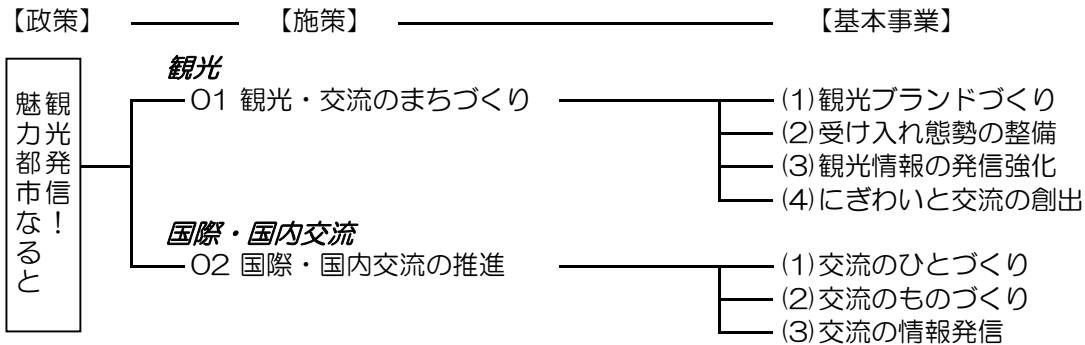 【政策】 【施策】 【基本事業】
観光発信!
魅力都市なると
観光
01 観光・交流のまちづくり
(1)観光ブランドづくり
(2)受け入れ態勢の整備
(3)観光情報の発信強化
(4)にぎわいと交流の創出
国際・国内交流
02 国際・国内交流の推進
(1)交流のひとづくり
(2)交流のものづくり
(3)交流の情報発信